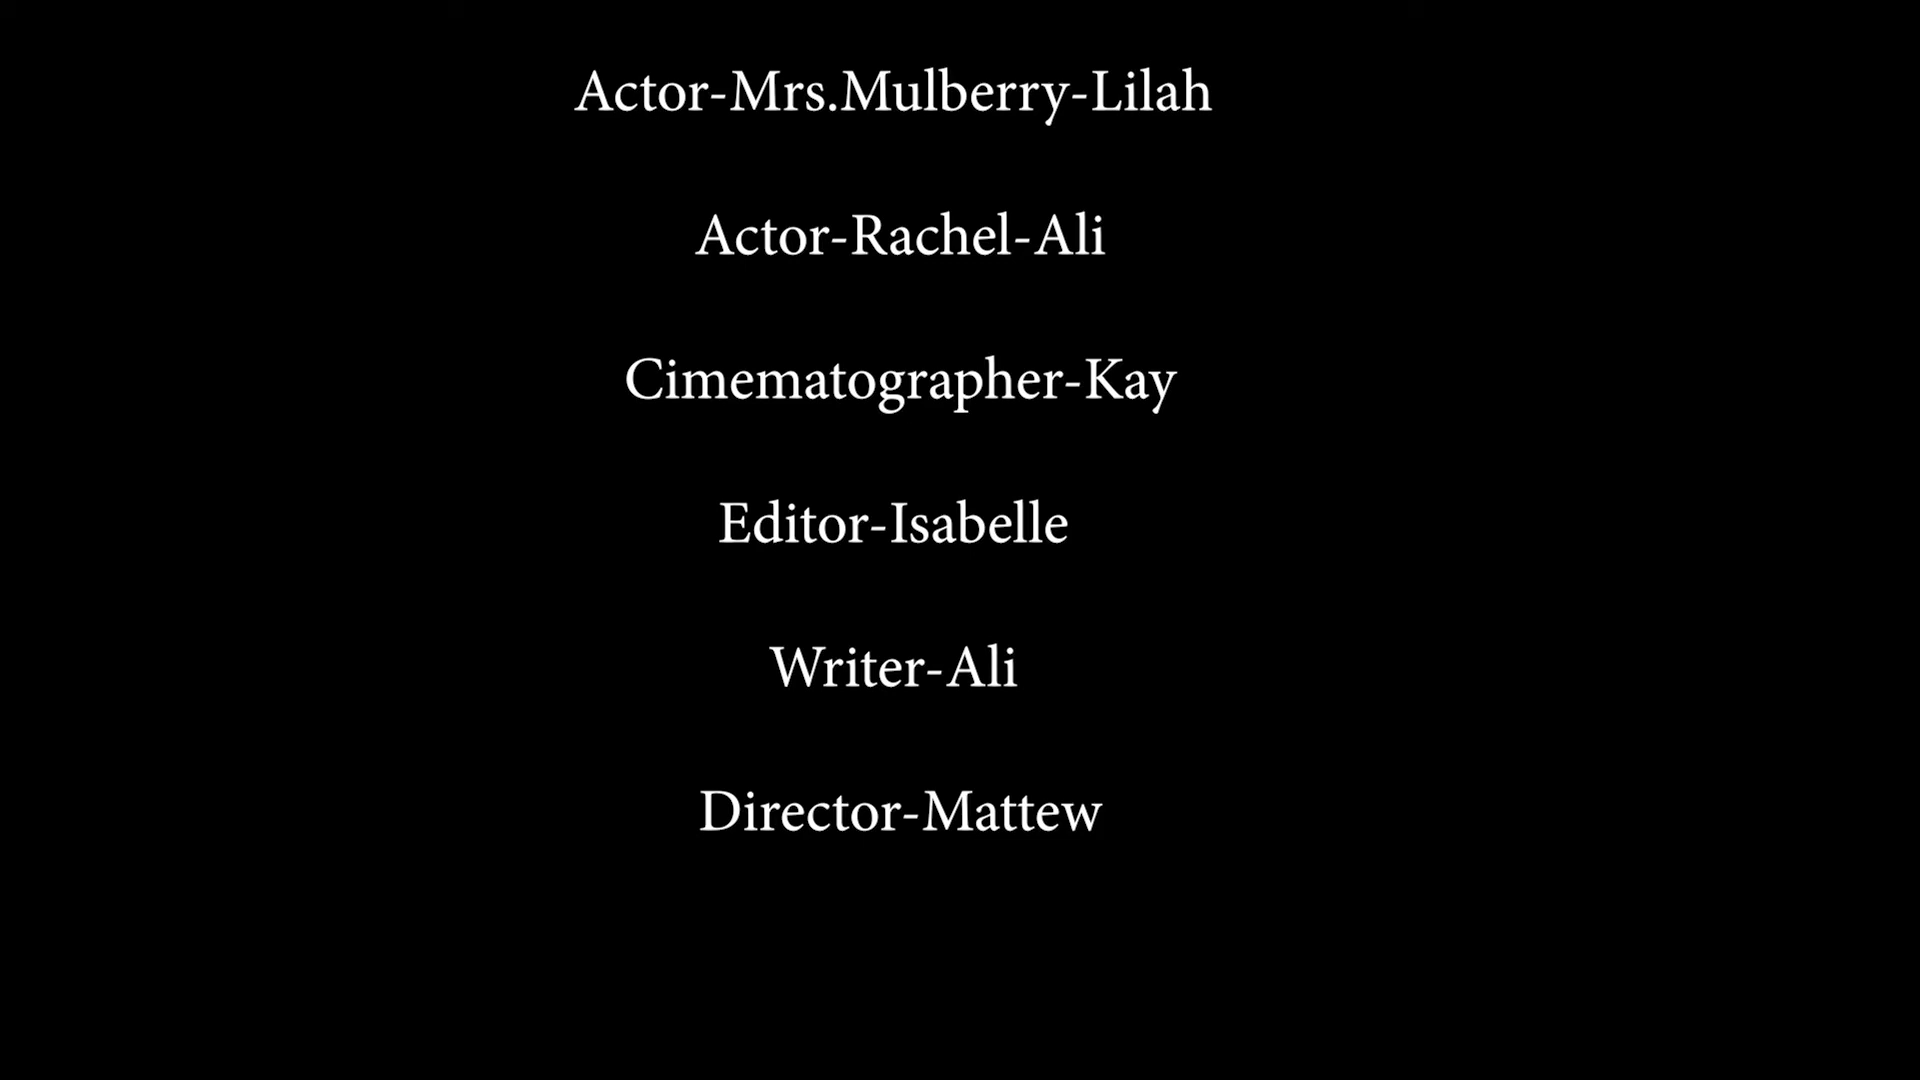 Actor-Mrs.Mulberry-Lilah
Actor-Rachel-Ali
Cimematographer-Kay
Editor-Isabelle
Writer-Ali
Director-Mattew